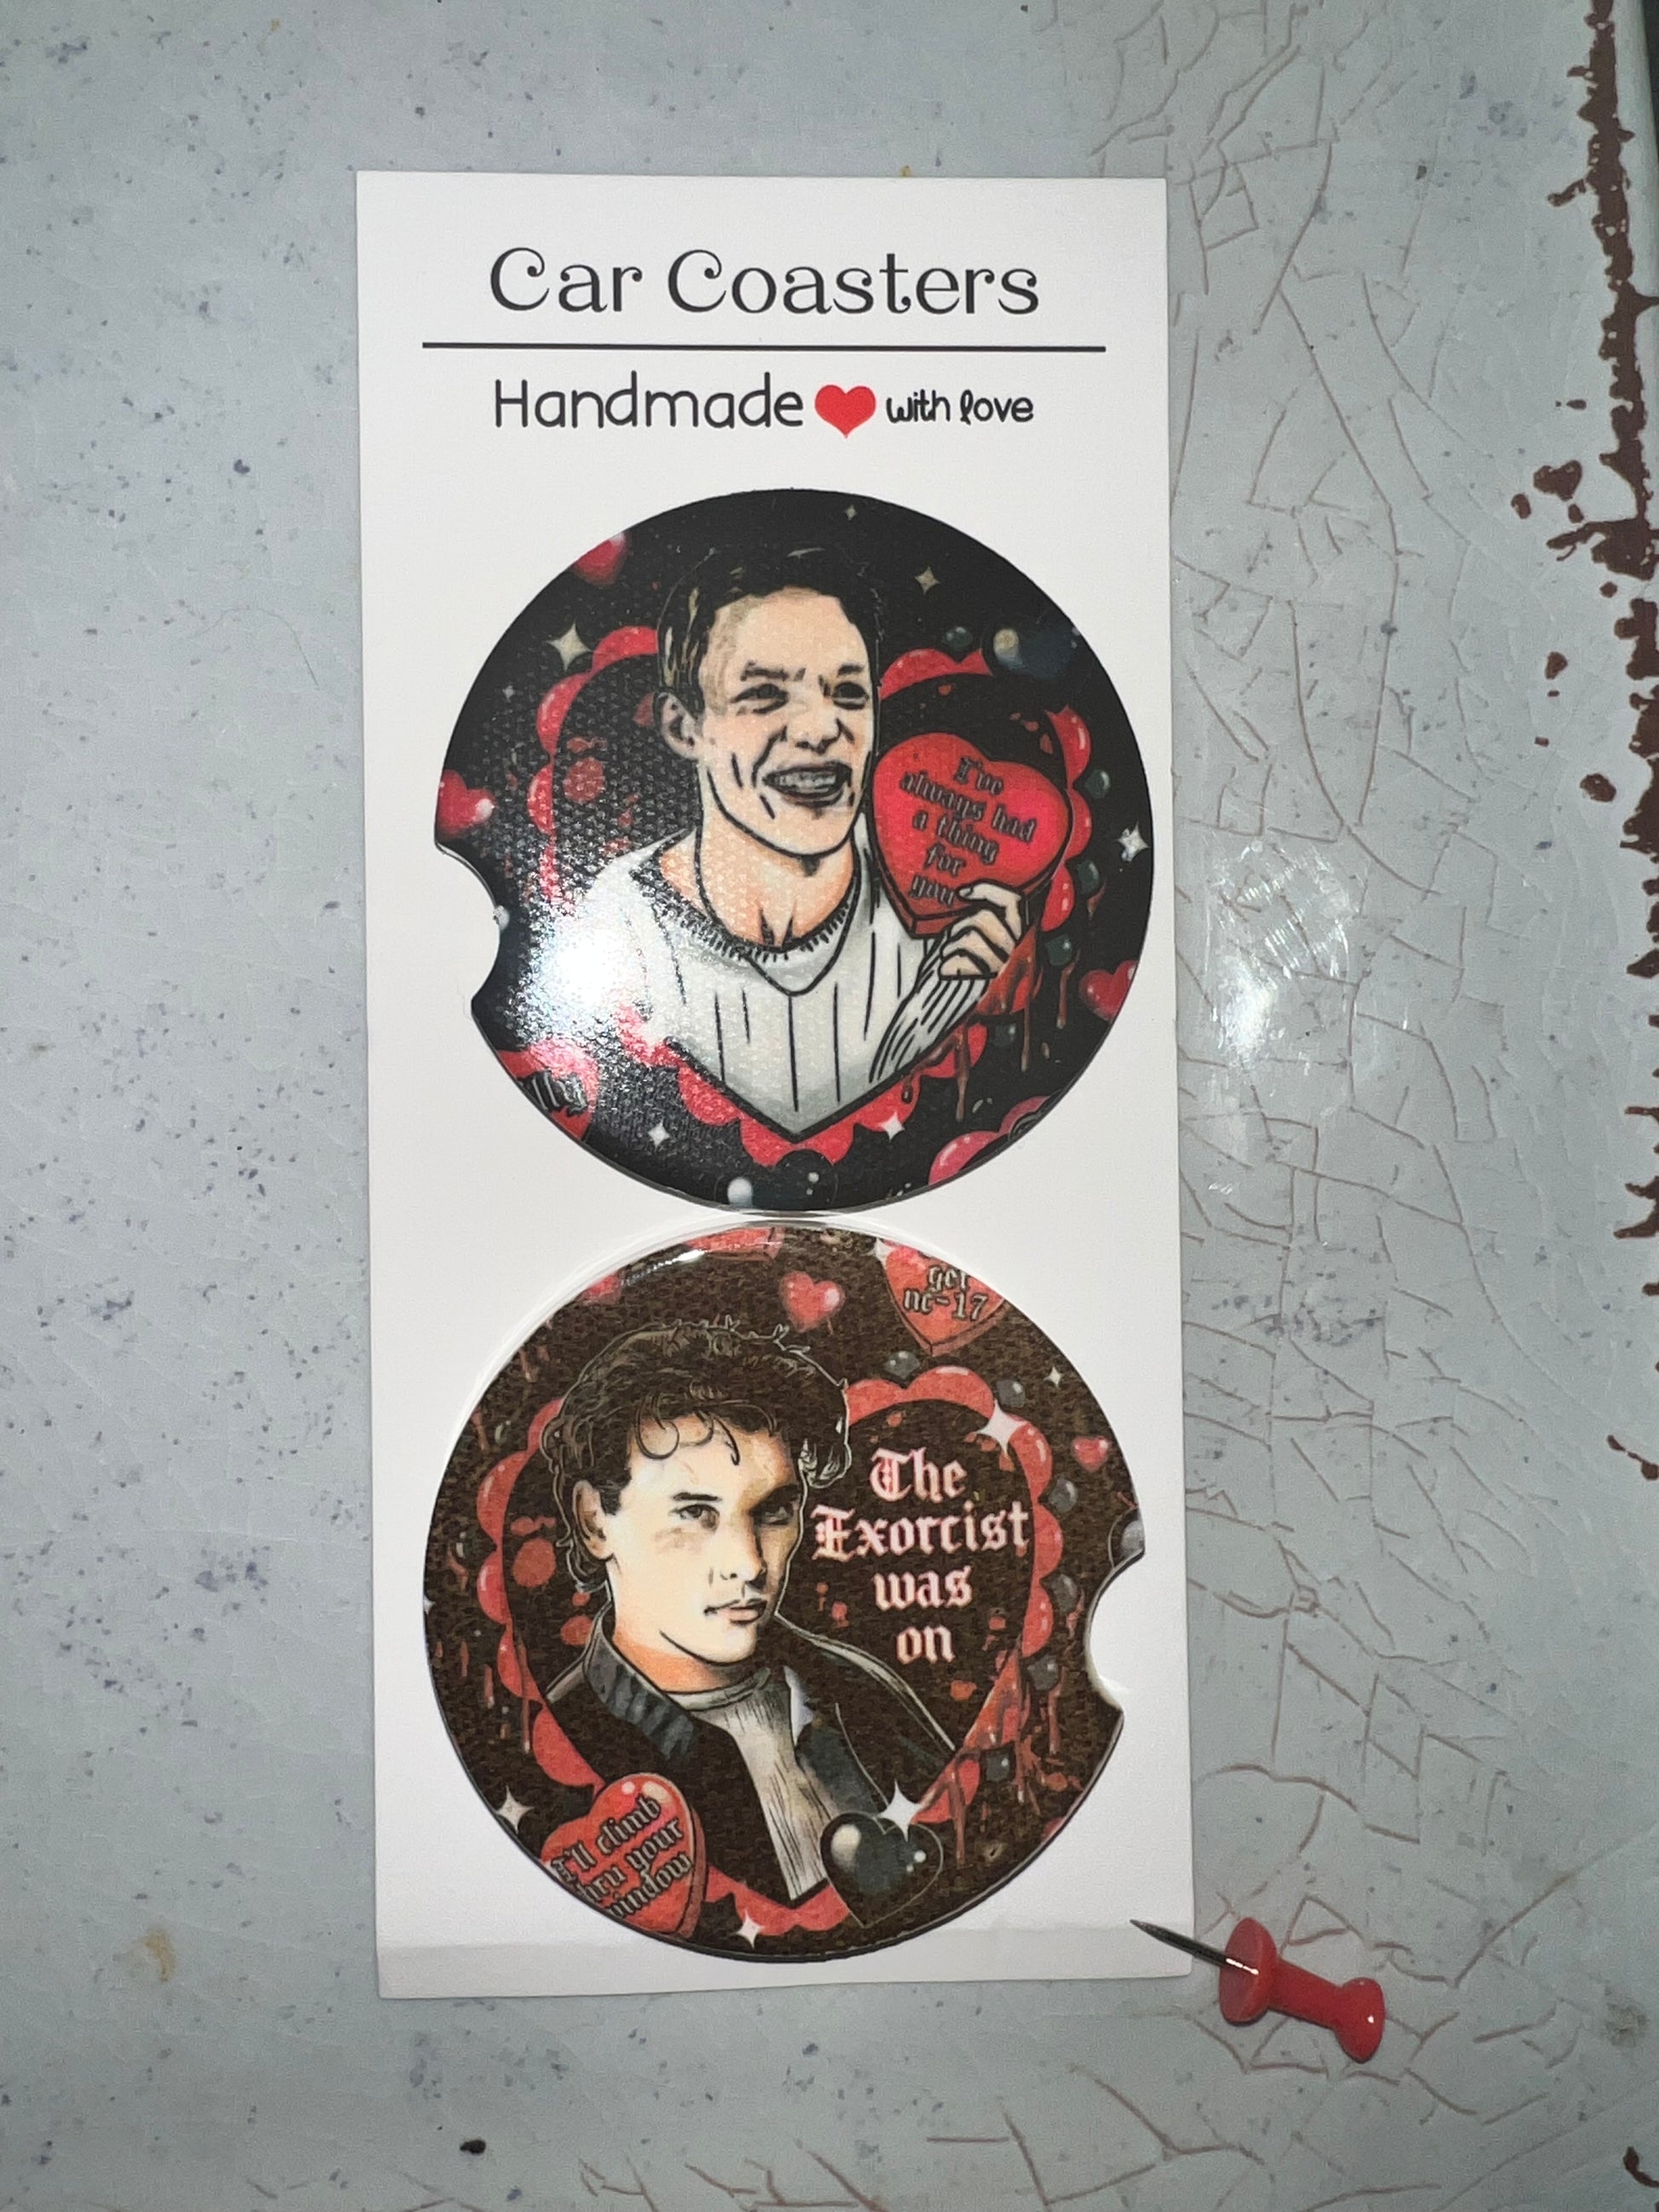 Car Coasters
Handmade with love
I've
always had
a thing
for
you
get
nc-17
The
Exorcist
was
on
I'll climb
thru your
window